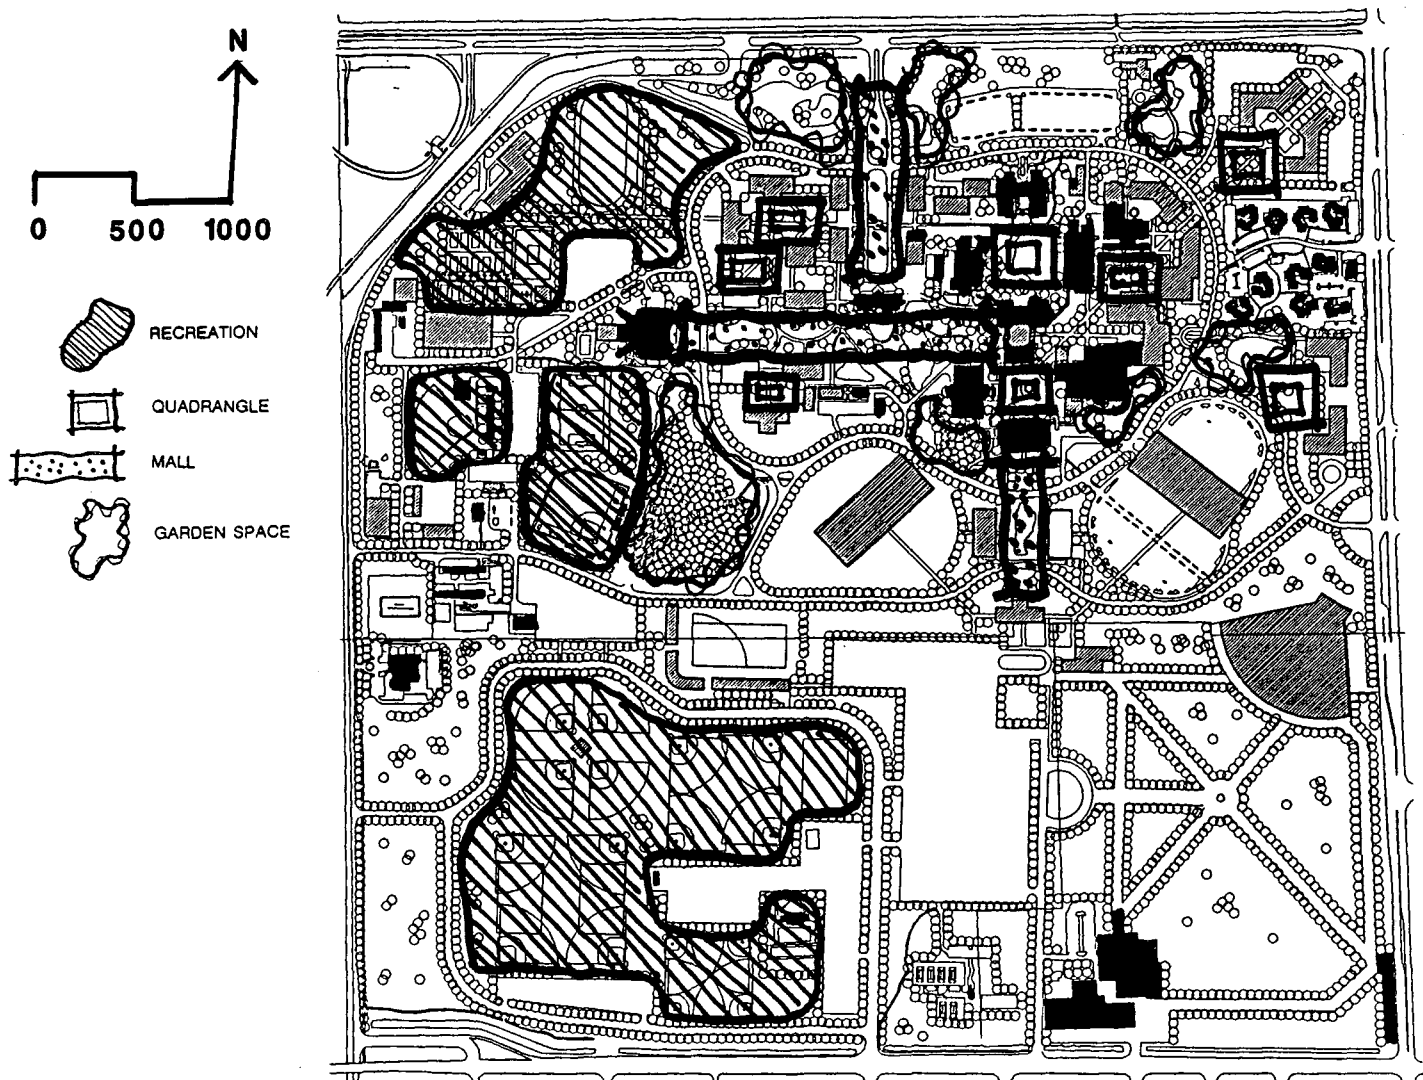 N
0 500 1000
RECREATION
QUADRANGLE
MALL
GARDEN SPACE